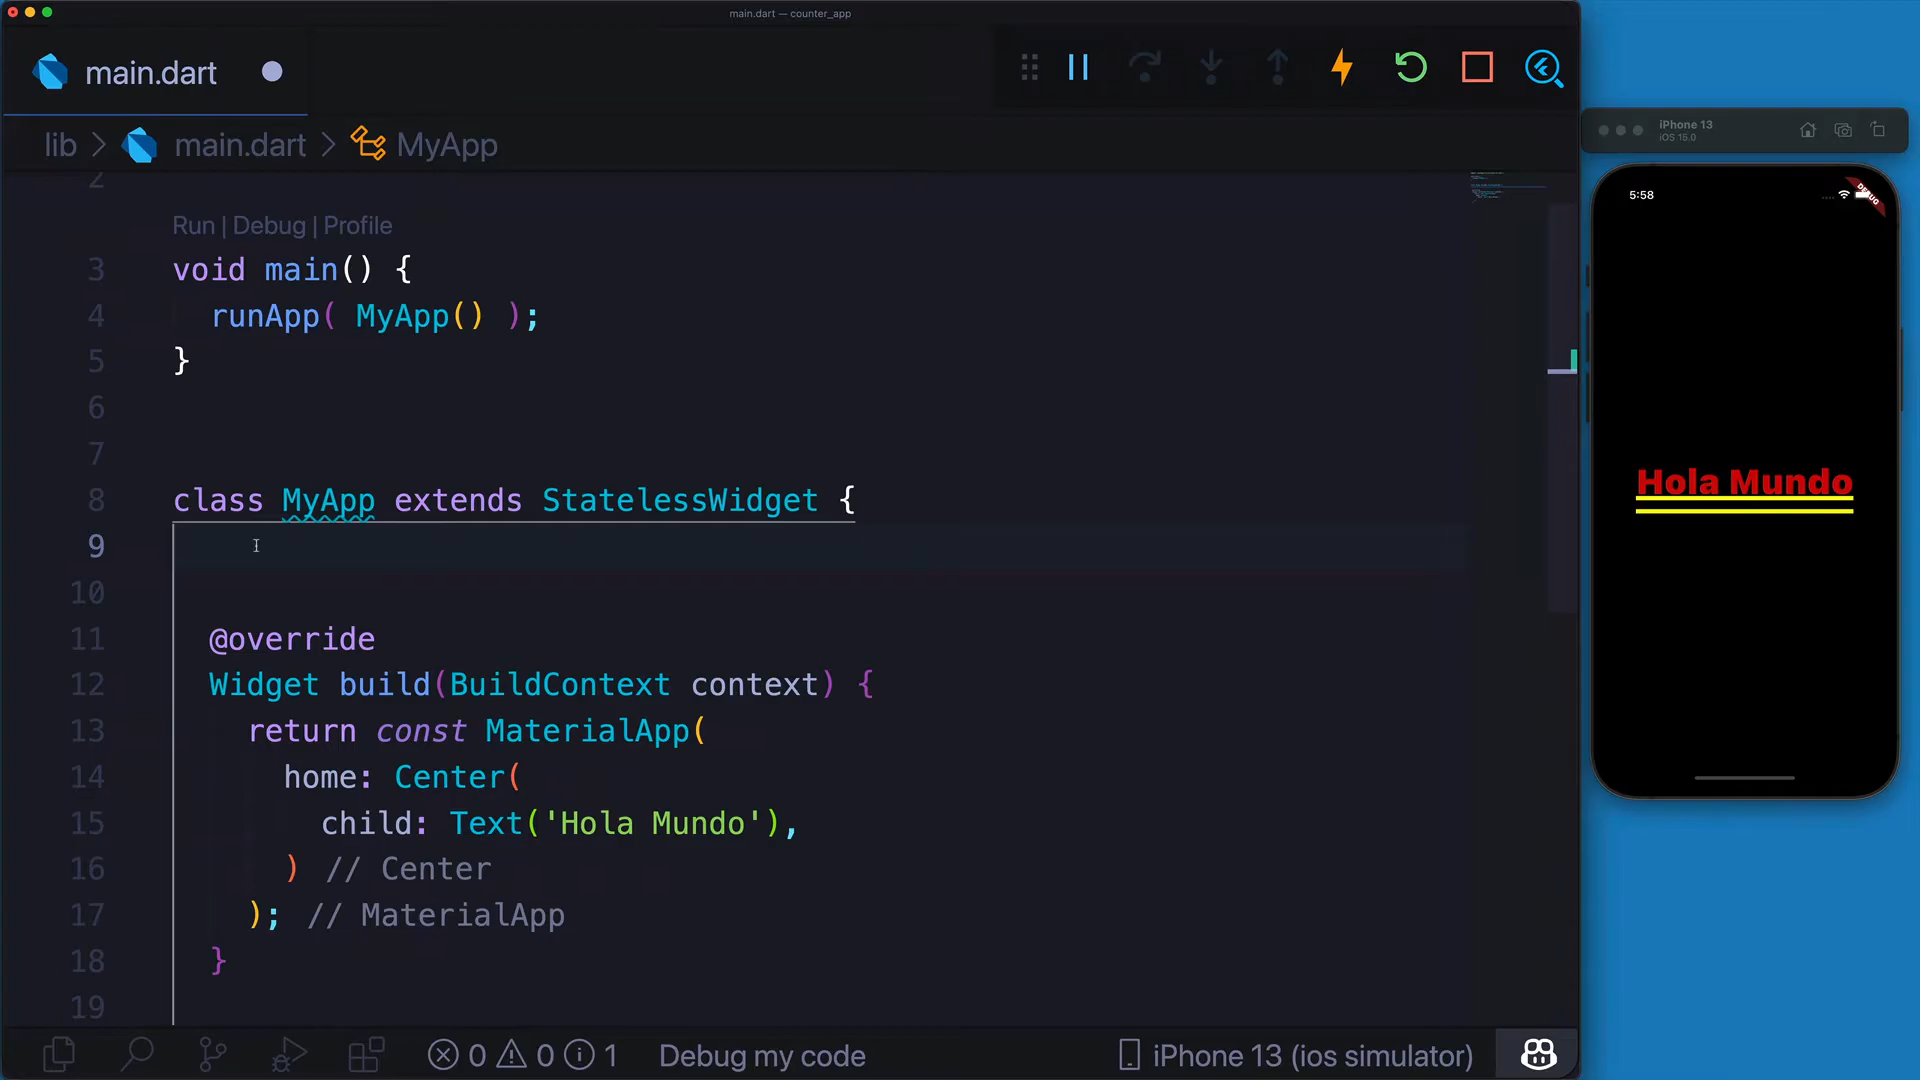 main.dart — counter_app
main.dart
lib > main.dart > MyApp
2
Run | Debug | Profile
3 void main() {
4 runApp( MyApp() );
5 }
6
7
8 class MyApp extends StatelessWidget {
9
10
11 @override
12 Widget build(BuildContext context) {
13 return const MaterialApp(
14 home: Center(
15 child: Text('Hola Mundo'),
16 ) // Center
17 ); // MaterialApp
18 }
19
0 0 1 Debug my code iPhone 13 (ios simulator)
iPhone 13
iOS 15.0
5:58
DEBUG
Hola Mundo